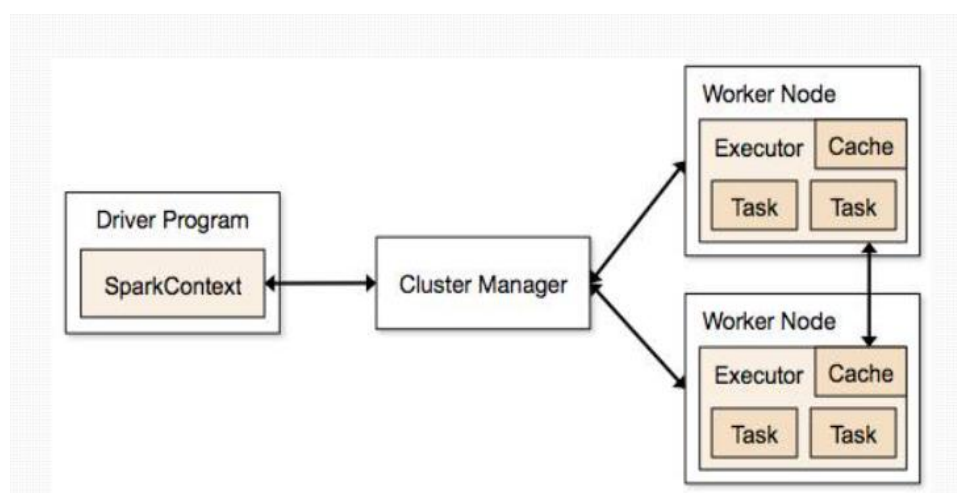 Driver Program
SparkContext
Cluster Manager
Worker Node
Executor
Cache
Task
Task
Worker Node
Executor
Cache
Task
Task